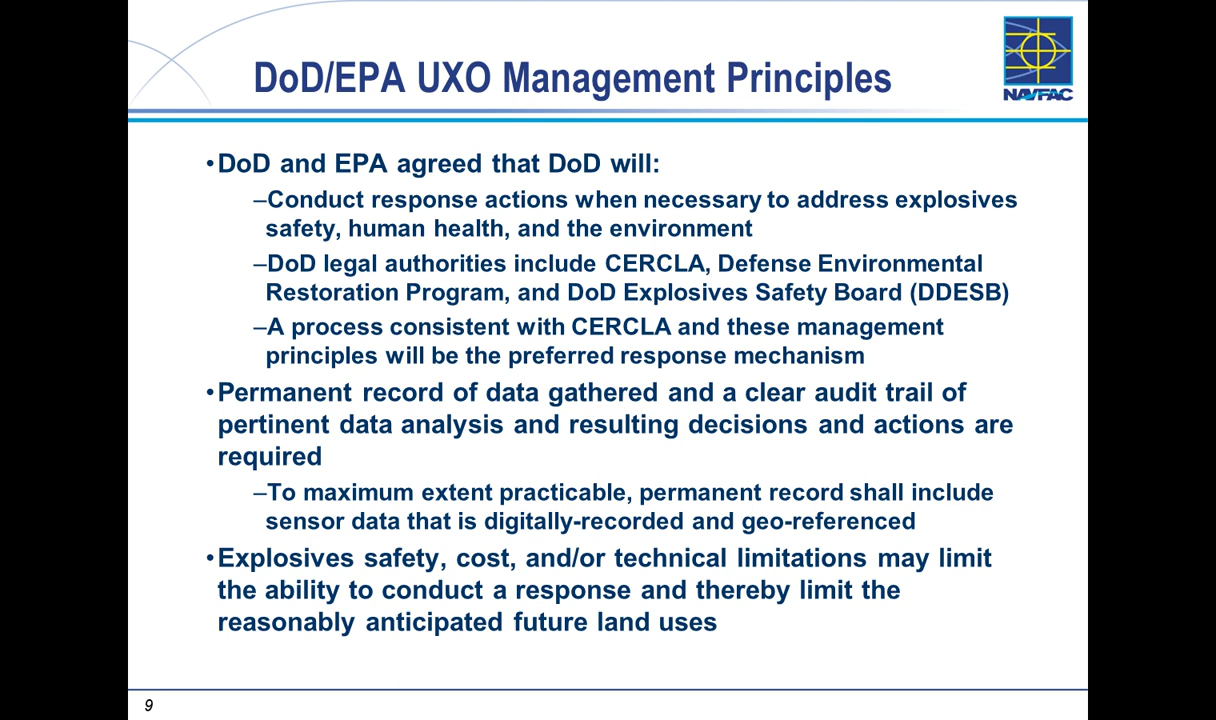 DoD/EPA UXO Management Principles
NAVFAC
•DoD and EPA agreed that DoD will:
–Conduct response actions when necessary to address explosives
safety, human health, and the environment
–DoD legal authorities include CERCLA, Defense Environmental
Restoration Program, and DoD Explosives Safety Board (DDESB)
–A process consistent with CERCLA and these management
principles will be the preferred response mechanism
•Permanent record of data gathered and a clear audit trail of
pertinent data analysis and resulting decisions and actions are
required
–To maximum extent practicable, permanent record shall include
sensor data that is digitally-recorded and geo-referenced
•Explosives safety, cost, and/or technical limitations may limit
the ability to conduct a response and thereby limit the
reasonably anticipated future land uses
9